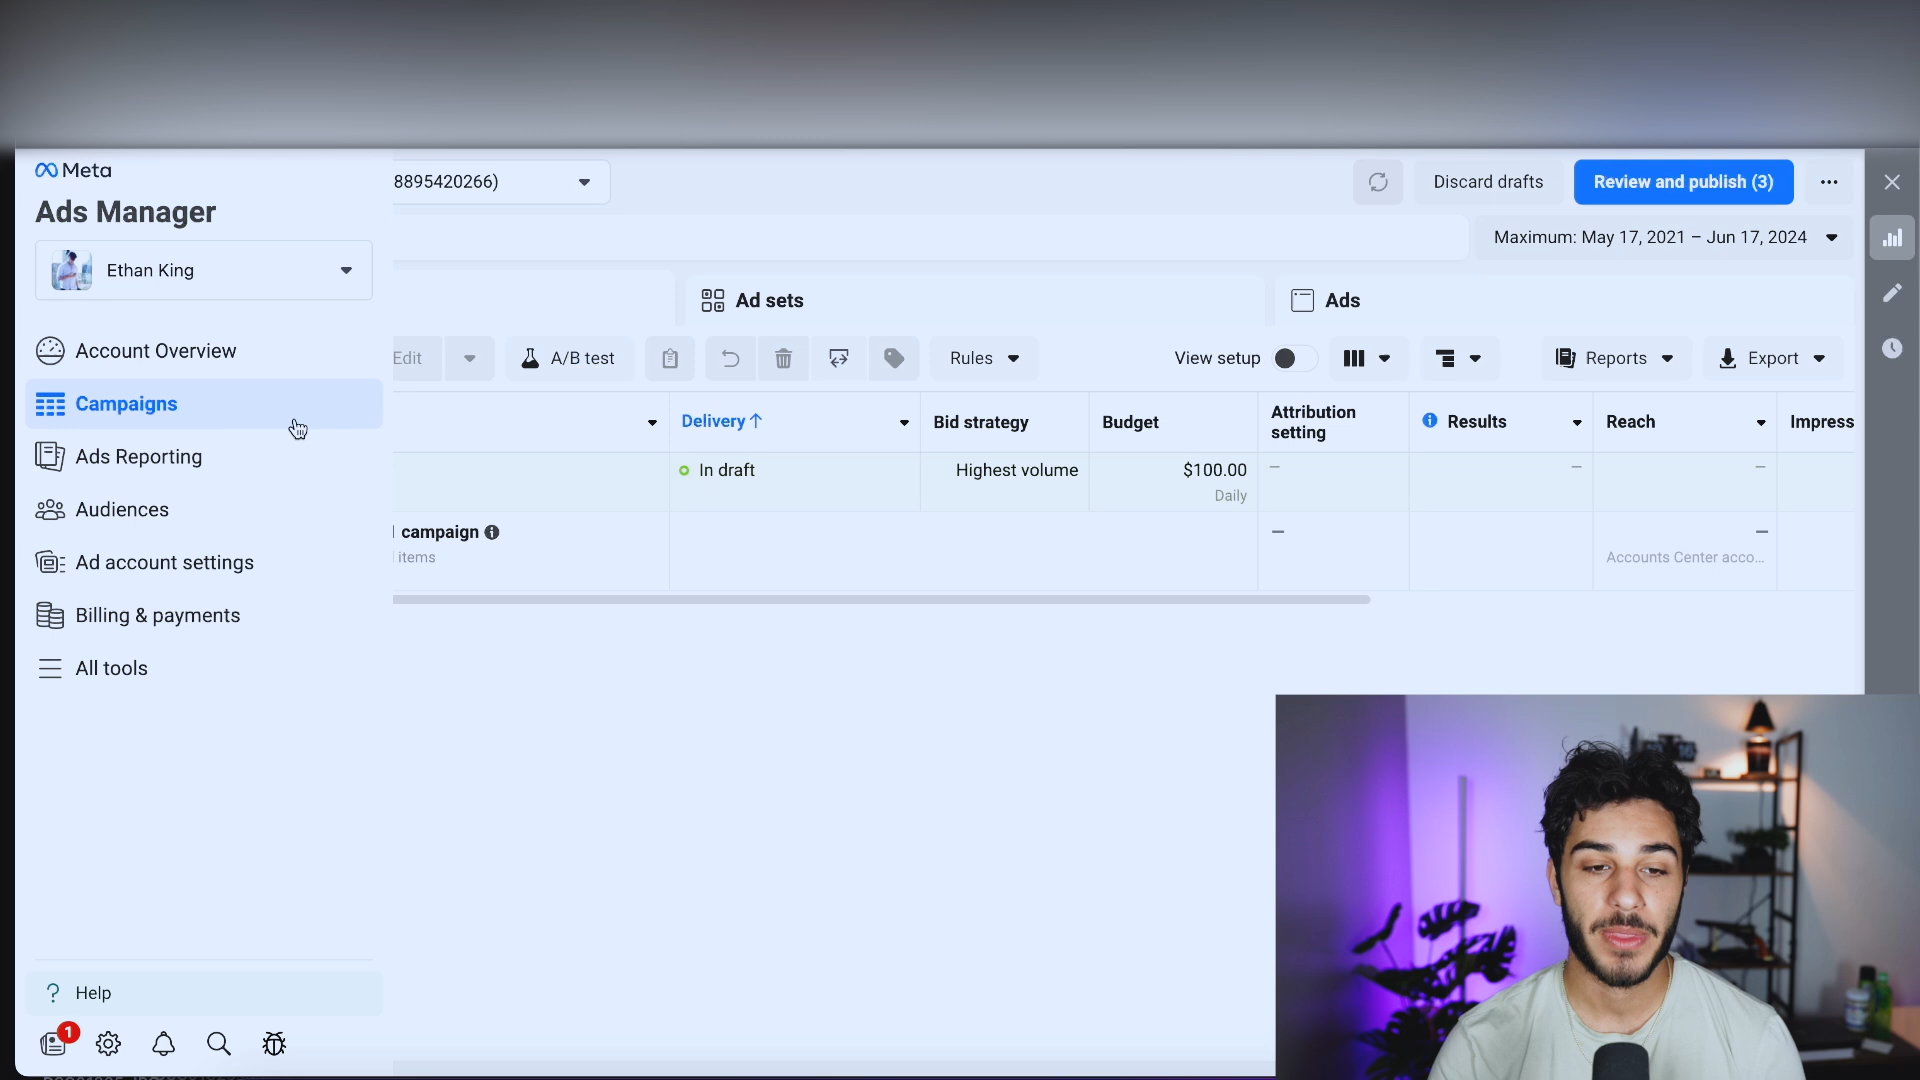 Meta
Ads Manager
Ethan King
Account Overview
Campaigns
Ads Reporting
Audiences
Ad account settings
Billing & payments
All tools
Help
1
8895420266)
Discard drafts
Review and publish (3)
Maximum: May 17, 2021 – Jun 17, 2024
Ad sets
Ads
Edit
A/B test
Rules
View setup
Reports
Export
Delivery ↑
Bid strategy
Budget
Attribution
setting
Results
Reach
Impress
In draft
Highest volume
$100.00
Daily
—
—
—
campaign
items
—
—
Accounts Center acco...